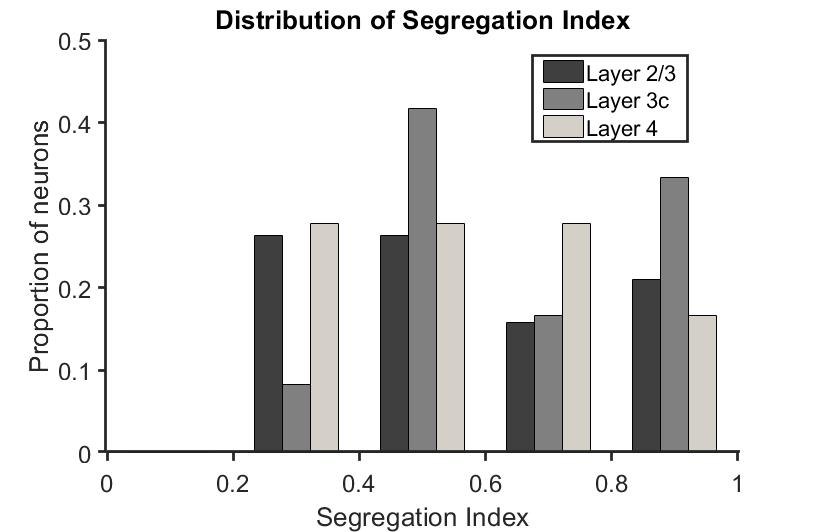 Distribution of Segregation Index
0.5
0.4
0.3
0.2
0.1
0
Proportion of neurons
Layer 2/3
Layer 3c
Layer 4
0 0.2 0.4 0.6 0.8 1
Segregation Index